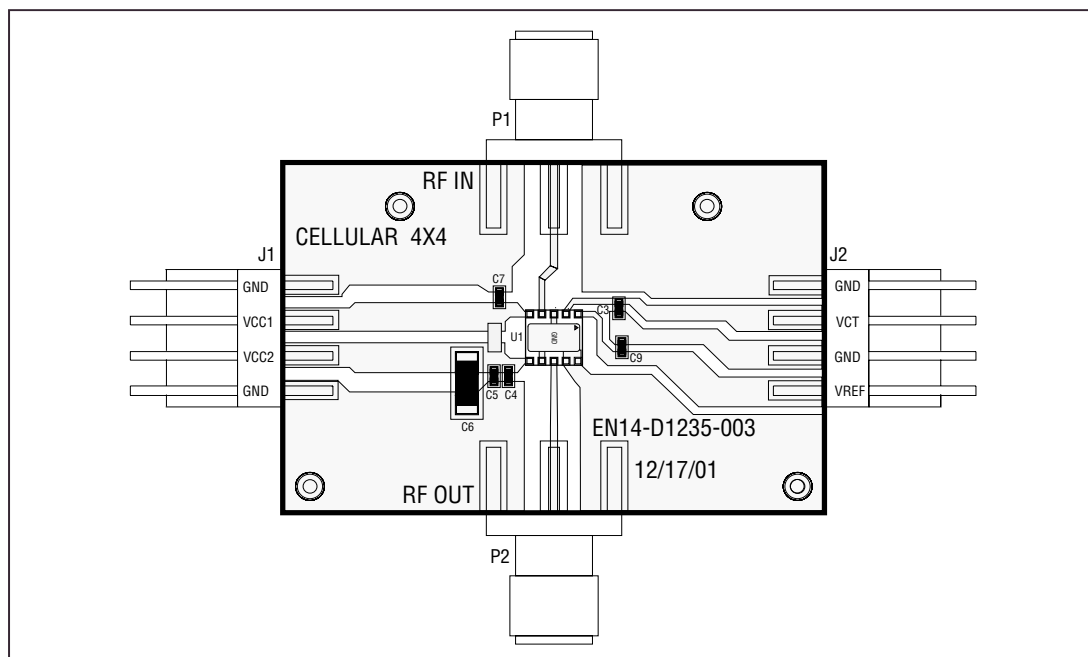 P1
RF IN
CELLULAR 4X4
J1
J2
GND
VCC1
VCC2
GND
C7
C3
U1
GND
C9
C5
C4
C6
GND
VCT
GND
VREF
EN14-D1235-003
12/17/01
RF OUT
P2